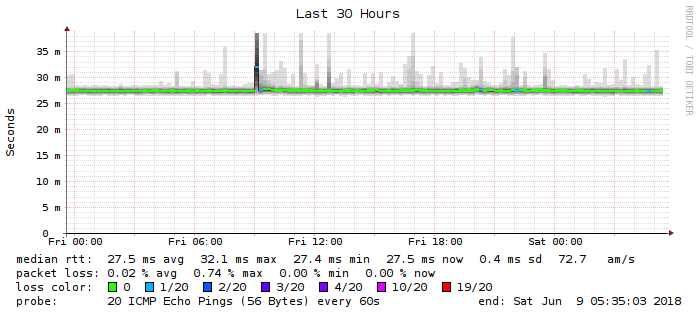 Last 30 Hours
RRDTOOL / TOBI OETIKER
Seconds
35 m
30 m
25 m
20 m
15 m
10 m
5 m
0
Fri 00:00 Fri 06:00 Fri 12:00 Fri 18:00 Sat 00:00
median rtt: 27.5 ms avg 32.1 ms max 27.4 ms min 27.5 ms now 0.4 ms sd 72.7 am/s
packet loss: 0.02 % avg 0.74 % max 0.00 % min 0.00 % now
loss color: 0 1/20 2/20 3/20 4/20 10/20 19/20
probe: 20 ICMP Echo Pings (56 Bytes) every 60s end: Sat Jun 9 05:35:03 2018